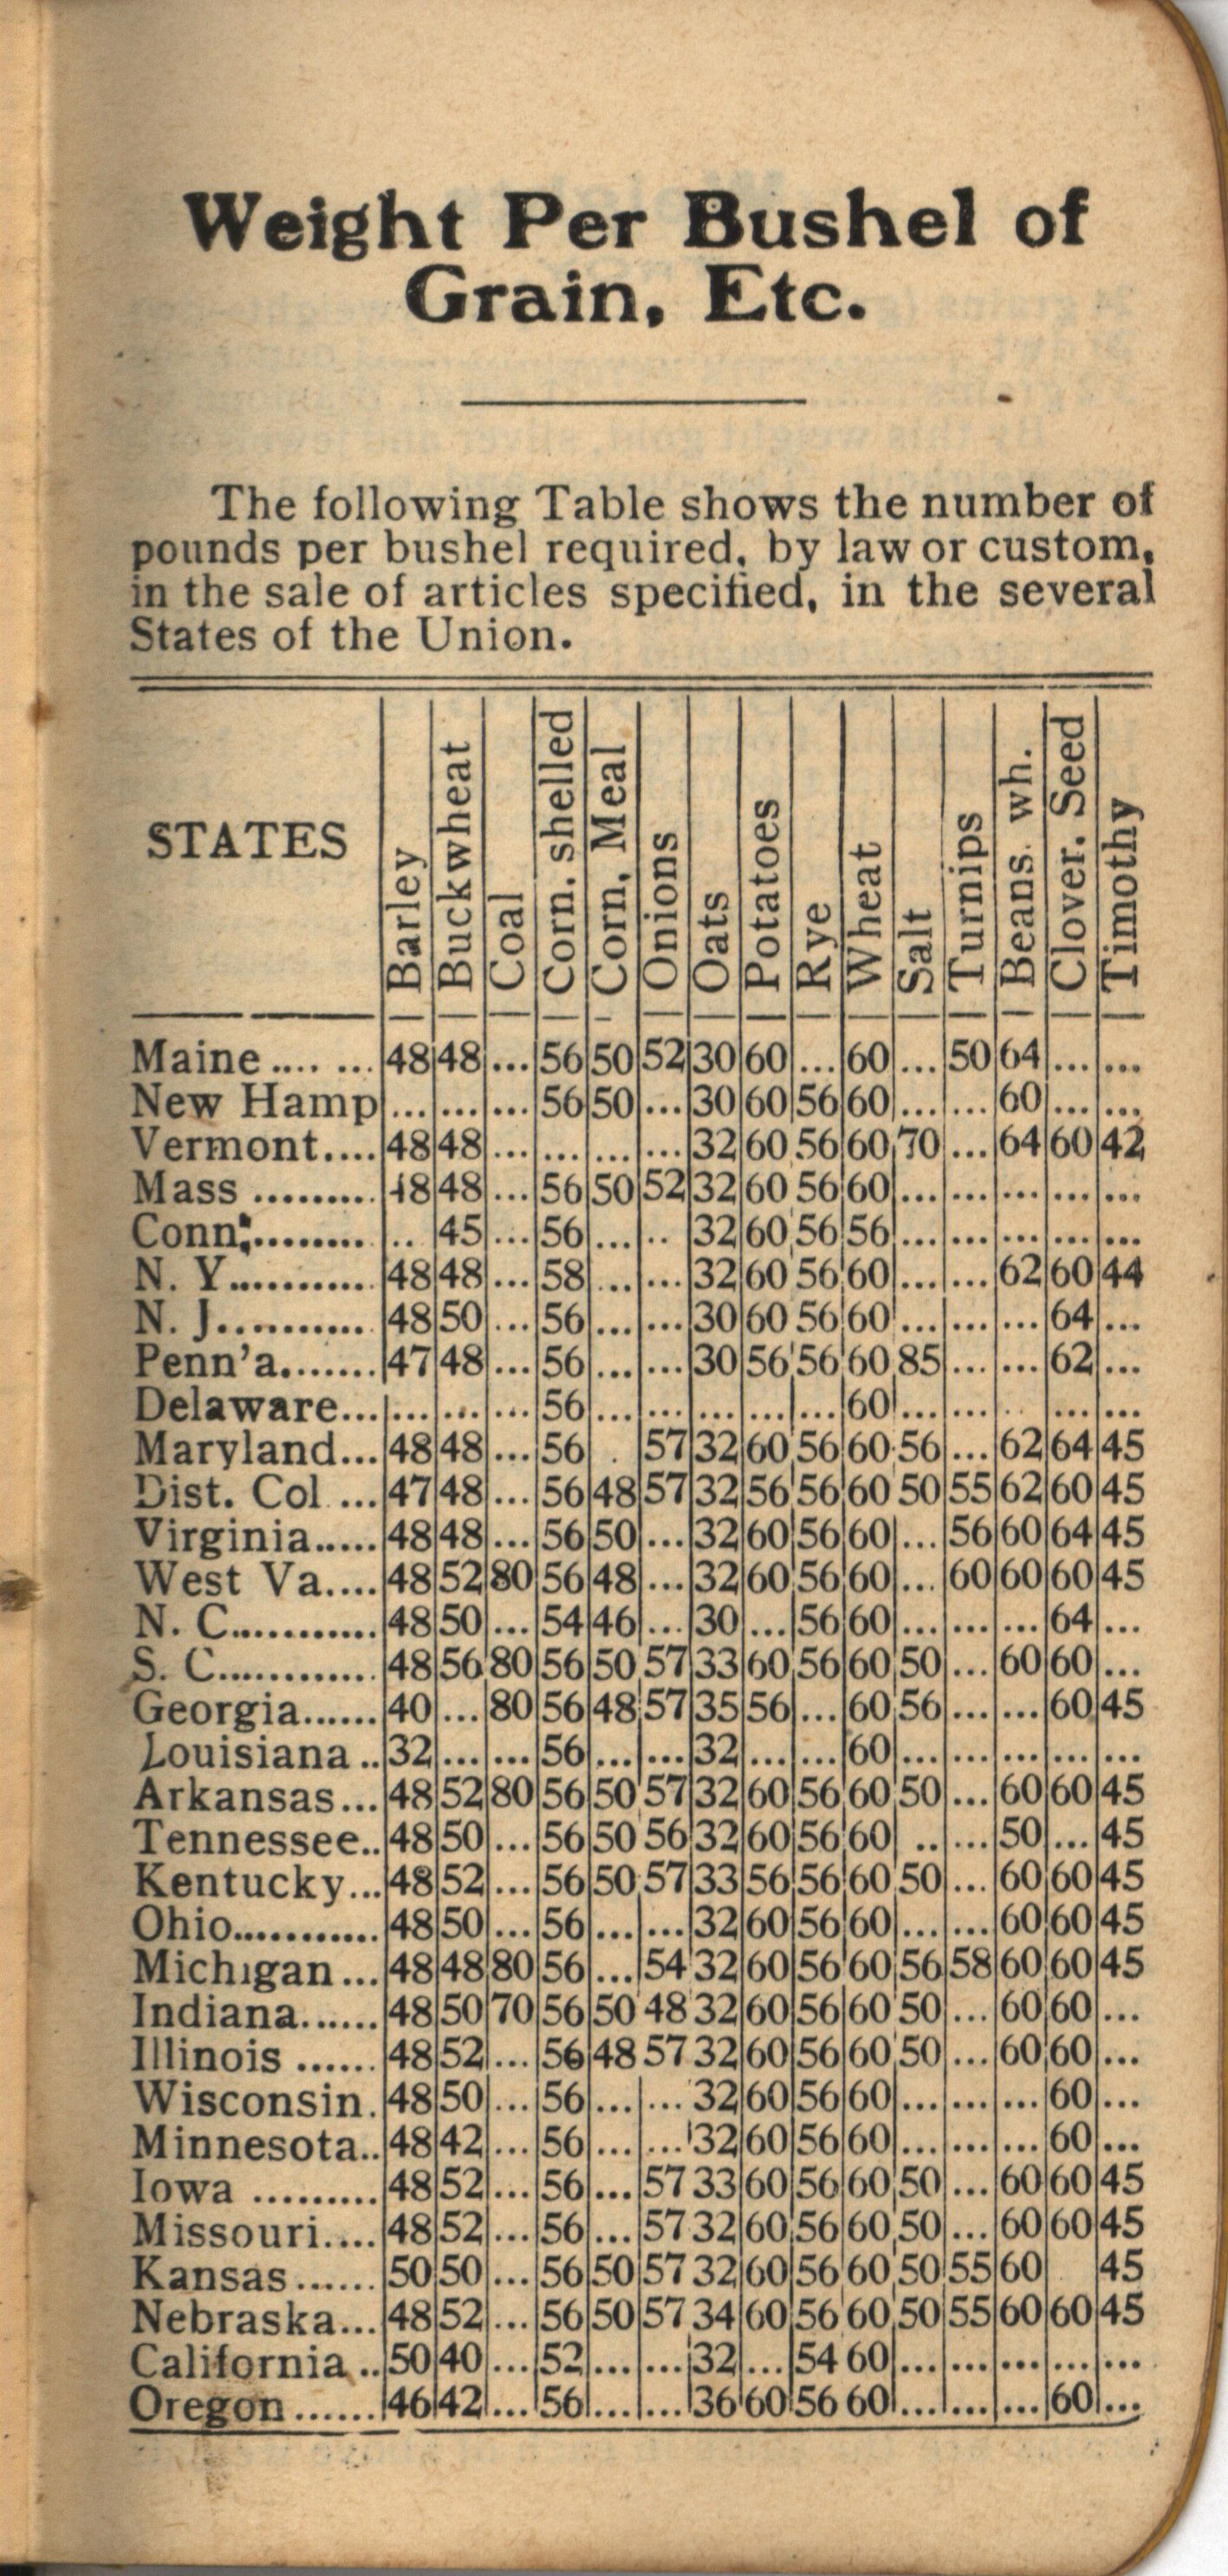 Weight Per Bushel of
Grain, Etc.
The following Table shows the number of
pounds per bushel required, by law or custom,
in the sale of articles specified, in the several
States of the Union.
STATES Barley Buckwheat Coal Corn, shelled Corn, Meal Onions Oats Potatoes Rye Wheat Salt Turnips Beans. wh. Clover. Seed Timothy
Maine .... ... 48 48 ... 56 50 52 30 60 ... 60 ... 50 64 ... ...
New Hamp ... ... ... 56 50 ... 30 60 56 60 ... ... 60 ... ...
Vermont.... 48 48 ... ... ... ... 32 60 56 60 70 ... 64 60 42
Mass ......... 48 48 ... 56 50 52 32 60 56 60 ... ... ... ... ...
Conn......... .. 45 ... 56 ... .. 32 60 56 56 ... ... ... ... ...
N. Y........... 48 48 ... 58 ... ... 32 60 56 60 ... ... 62 60 44
N. J........... 48 50 ... 56 ... ... 30 60 56 60 ... ... ... 64 ...
Penn'a........ 47 48 ... 56 ... ... 30 56 56 60 85 ... ... 62 ...
Delaware... ... ... ... 56 ... ... ... ... ... 60 ... ... .. ... ...
Maryland... 48 48 ... 56 . 57 32 60 56 60 56 ... 62 64 45
Dist. Col ... 47 48 ... 56 48 57 32 56 56 60 50 55 62 60 45
Virginia..... 48 48 ... 56 50 ... 32 60 56 60 ... 56 60 64 45
West Va.... 48 52 80 56 48 ... 32 60 56 60 ... 60 60 60 45
N. C............ 48 50 ... 54 46 ... 30 ... 56 60 ... ... ... 64 ...
S. C............. 48 56 80 56 50 57 33 60 56 60 50 ... 60 60 ...
Georgia...... 40 ... 80 56 48 57 35 56 ... 60 56 ... ... 60 45
Louisiana .. 32 ... ... 56 ... ... 32 ... ... 60 ... ... ... ... ...
Arkansas... 48 52 80 56 50 57 32 60 56 60 50 ... 60 60 45
Tennessee.. 48 50 ... 56 50 56 32 60 56 60 .. ... 50 ... 45
Kentucky... 48 52 ... 56 50 57 33 56 56 60 50 ... 60 60 45
Ohio............ 48 50 ... 56 ... ... 32 60 56 60 ... ... 60 60 45
Michigan ... 48 48 80 56 ... 54 32 60 56 60 56 58 60 60 45
Indiana...... 48 50 70 56 50 48 32 60 56 60 50 ... 60 60 ...
Illinois ...... 48 52 ... 56 48 57 32 60 56 60 50 ... 60 60 ...
Wisconsin. 48 50 ... 56 ... ... 32 60 56 60 ... ... ... 60 ...
Minnesota.. 48 42 ... 56 ... ... 32 60 56 60 ... ... ... 60 ...
Iowa ......... 48 52 ... 56 ... 57 33 60 56 60 50 ... 60 60 45
Missouri.... 48 52 ... 56 ... 57 32 60 56 60 50 ... 60 60 45
Kansas ...... 50 50 ... 56 50 57 32 60 56 60 50 55 60 45
Nebraska... 48 52 ... 56 50 57 34 60 56 60 50 55 60 60 45
California .. 50 40 ... 52 ... ... 32 ... 54 60 ... ... ... ... ...
Oregon ...... 46 42 ... 56 ... ... 36 60 56 60 ... ... ... 60 ...